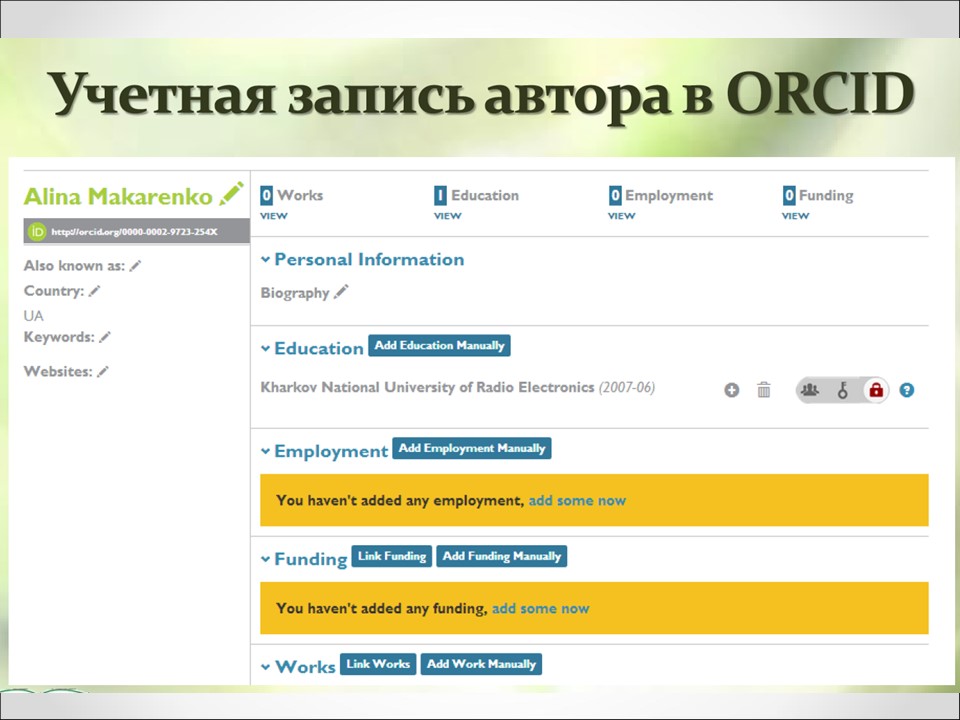 Учетная запись автора в ORCID
Alina Makarenko
iD http://orcid.org/0000-0002-9723-254X
Also known as:
Country:
UA
Keywords:
Websites:
0 Works 1 Education 0 Employment 0 Funding
VIEW VIEW VIEW VIEW
Personal Information
Biography
Education Add Education Manually
Kharkov National University of Radio Electronics (2007-06)
Employment Add Employment Manually
You haven't added any employment, add some now
Funding Link Funding Add Funding Manually
You haven't added any funding, add some now
Works Link Works Add Work Manually